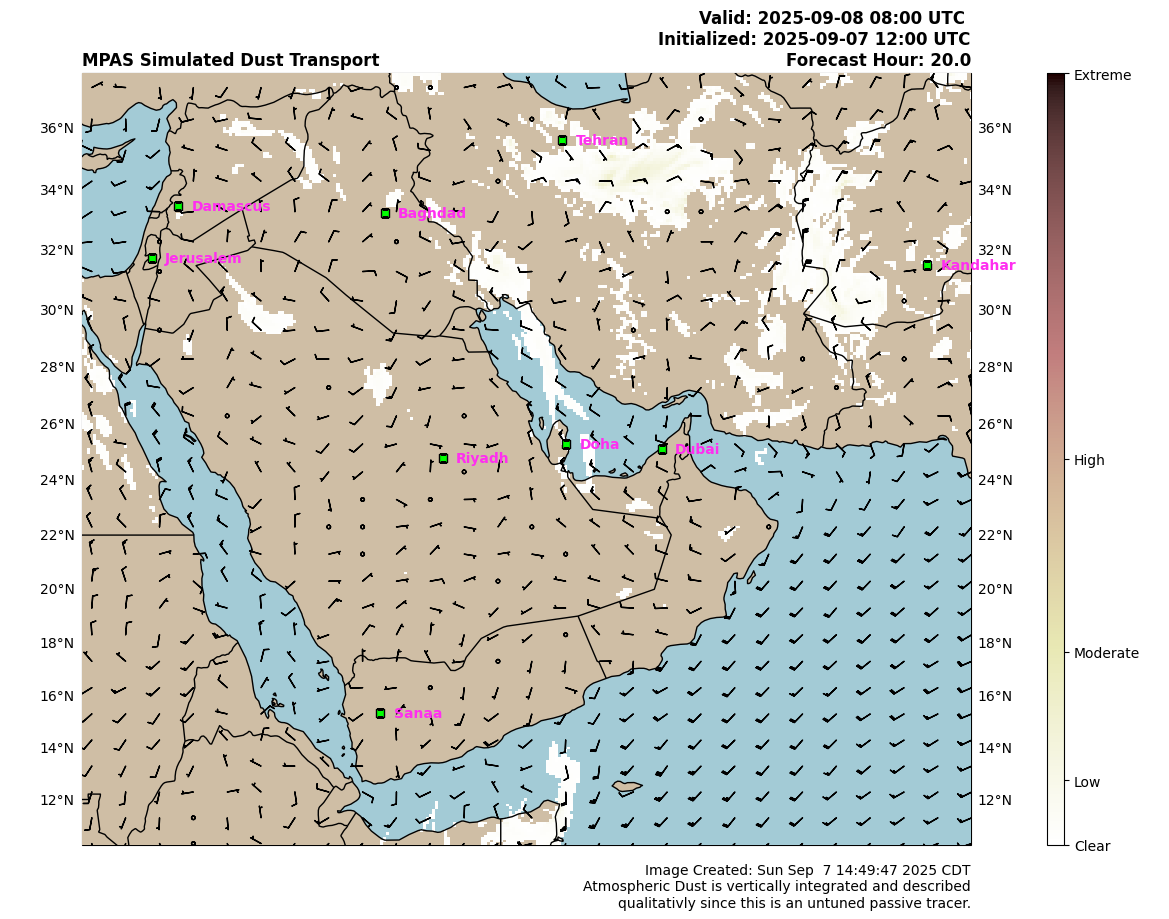 Valid: 2025-09-08 08:00 UTC
Initialized: 2025-09-07 12:00 UTC
MPAS Simulated Dust Transport
Forecast Hour: 20.0
Extreme
36°N
36°N
Tehran
34°N
34°N
Damascus
Baghdad
32°N
32°N
Jerusalem
Kandahar
30°N
30°N
28°N
28°N
26°N
26°N
Doha
Dubai
Riyadh
High
24°N
24°N
22°N
22°N
20°N
20°N
18°N
18°N
Moderate
16°N
16°N
Sanaa
14°N
14°N
Low
12°N
12°N
Clear
Image Created: Sun Sep  7 14:49:47 2025 CDT
Atmospheric Dust is vertically integrated and described
qualitativly since this is an untuned passive tracer.